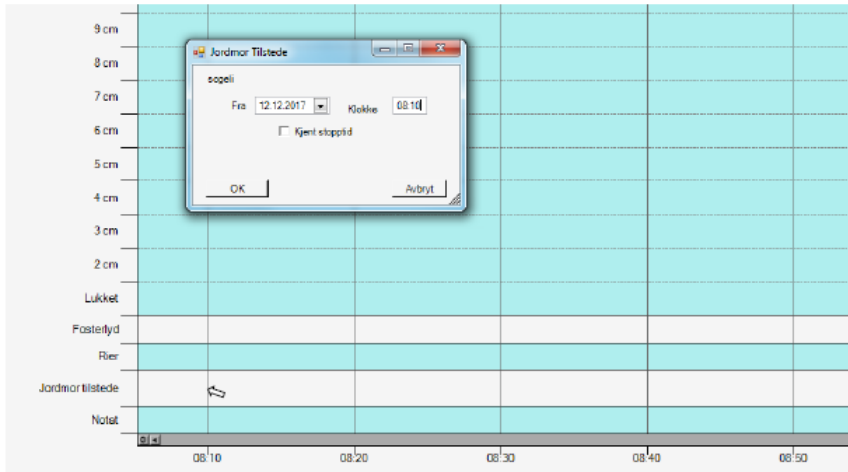 9 cm
Jordmor Tilstede
8 cm
sogeli
7 cm
Fra 12.12.2017 Klokke 08:10
6 cm
Kjent stopptid
5 cm
OK Avbryt
4 cm
3 cm
2 cm
Lukket
Fosterlyd
Rier
Jordmor tilstede
Notat
08:10 08:20 08:30 08:40 08:50